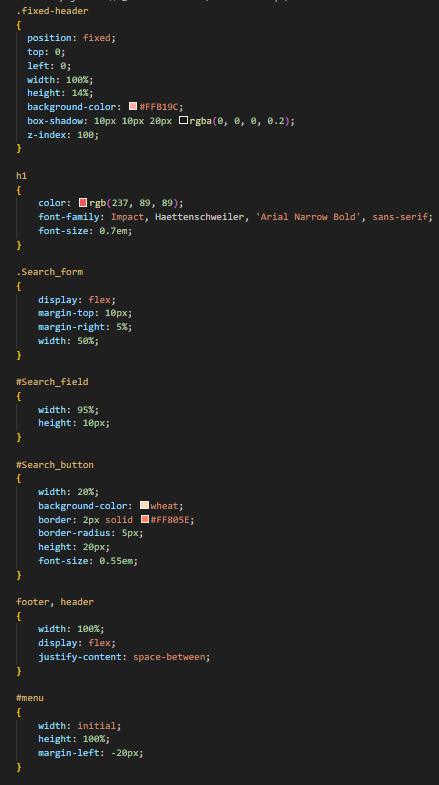 .fixed-header
{
position: fixed;
top: 0;
left: 0;
width: 100%;
height: 14%;
background-color: #FFB19C;
box-shadow: 10px 10px 20px rgba(0, 0, 0, 0.2);
z-index: 100;
}
h1
{
color: rgb(237, 89, 89);
font-family: Impact, Haettenschweiler, 'Arial Narrow Bold', sans-serif;
font-size: 0.7em;
}
.Search_form
{
display: flex;
margin-top: 10px;
margin-right: 5%;
width: 50%;
}
#Search_field
{
width: 95%;
height: 10px;
}
#Search_button
{
width: 20%;
background-color: wheat;
border: 2px solid #FF805E;
border-radius: 5px;
height: 20px;
font-size: 0.55em;
}
footer, header
{
width: 100%;
display: flex;
justify-content: space-between;
}
#menu
{
width: initial;
height: 100%;
margin-left: -20px;
}